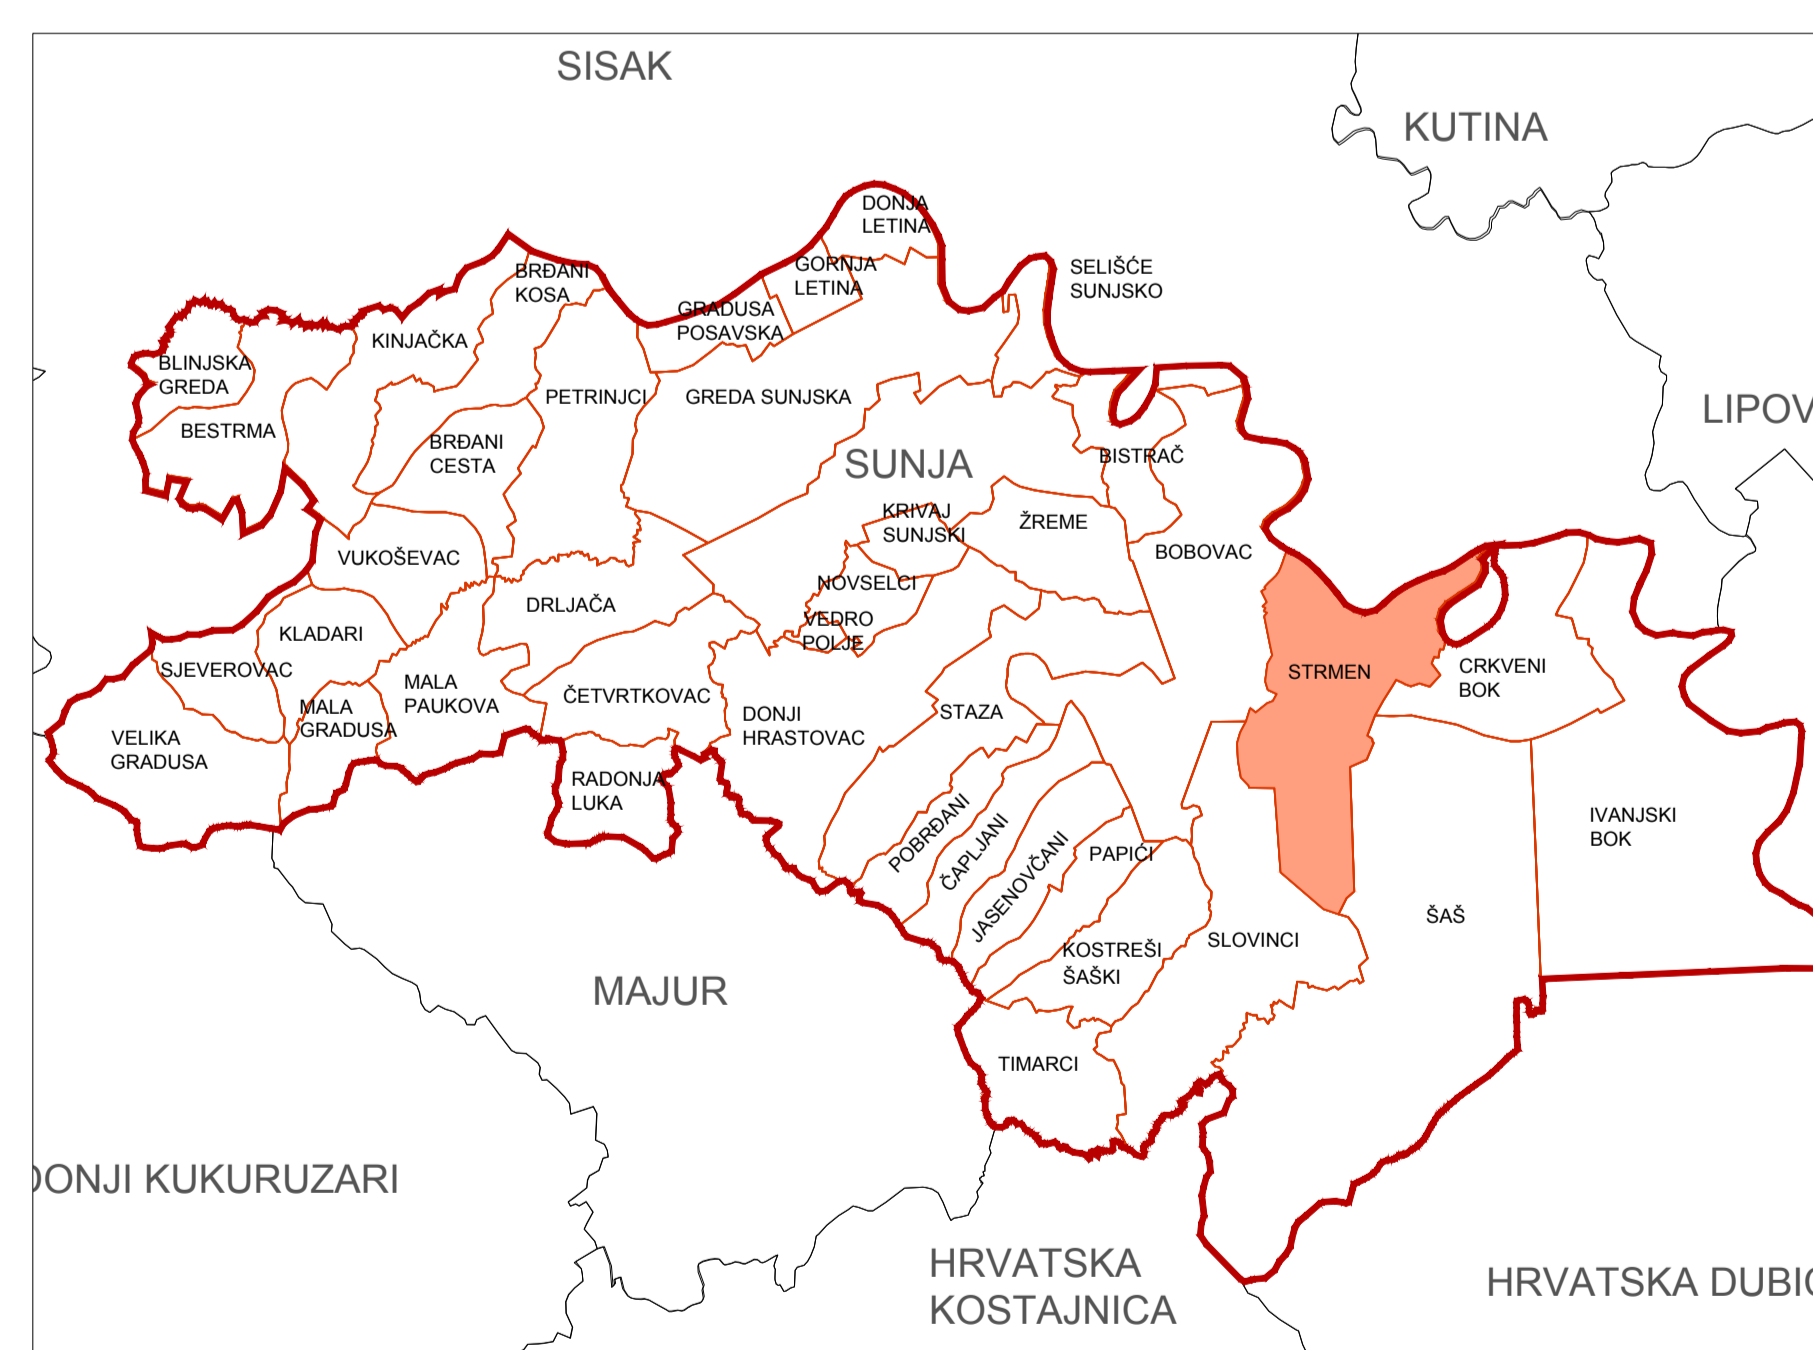 SISAK
KUTINA
DONJA
LETINA
GORNJA
LETINA
SELIŠĆE
SUNJSKO
BRĐANI
KOSA
GRADUSA
POSAVSKA
KINJAČKA
BLINJSKA
GREDA
PETRINJCI
GREDA SUNJSKA
LIPOV
BESTRMA
BRĐANI
CESTA
SUNJA
BISTRAČ
KRIVAJ
SUNJSKI
ŽREME
BOBOVAC
VUKOŠEVAC
NOVSELCI
DRLJAČA
VEDRO
POLJE
KLADARI
SJEVEROVAC
STRMEN
CRKVENI
BOK
MALA
PAUKOVA
ČETVRTKOVAC
MALA
GRADUSA
DONJI
HRASTOVAC
STAZA
VELIKA
GRADUSA
RADONJA
LUKA
IVANJSKI
BOK
POBRĐANI
ČAPLJANI
JASENOVČANI
PAPIĆI
ŠAŠ
SLOVINCI
KOSTREŠI
ŠAŠKI
MAJUR
TIMARCI
DONJI KUKURUZARI
HRVATSKA
KOSTAJNICA
HRVATSKA DUBIC